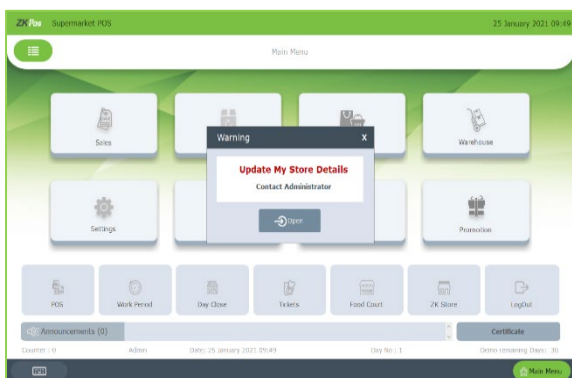 ZKPos Supermarket POS 25 January 2021 09:49
Main Menu
Sales
Warehouse
Warning X
Update My Store Details
Contact Administrator
Open
Settings
Promotion
POS
Work Period
Day Close
Tickets
Food Court
ZK Store
LogOut
Announcements (0)
Certificate
Counter : 0 Admin Date: 25 January 2021 09:49 Day No : 1 Demo remaining Days: 30
Main Menu